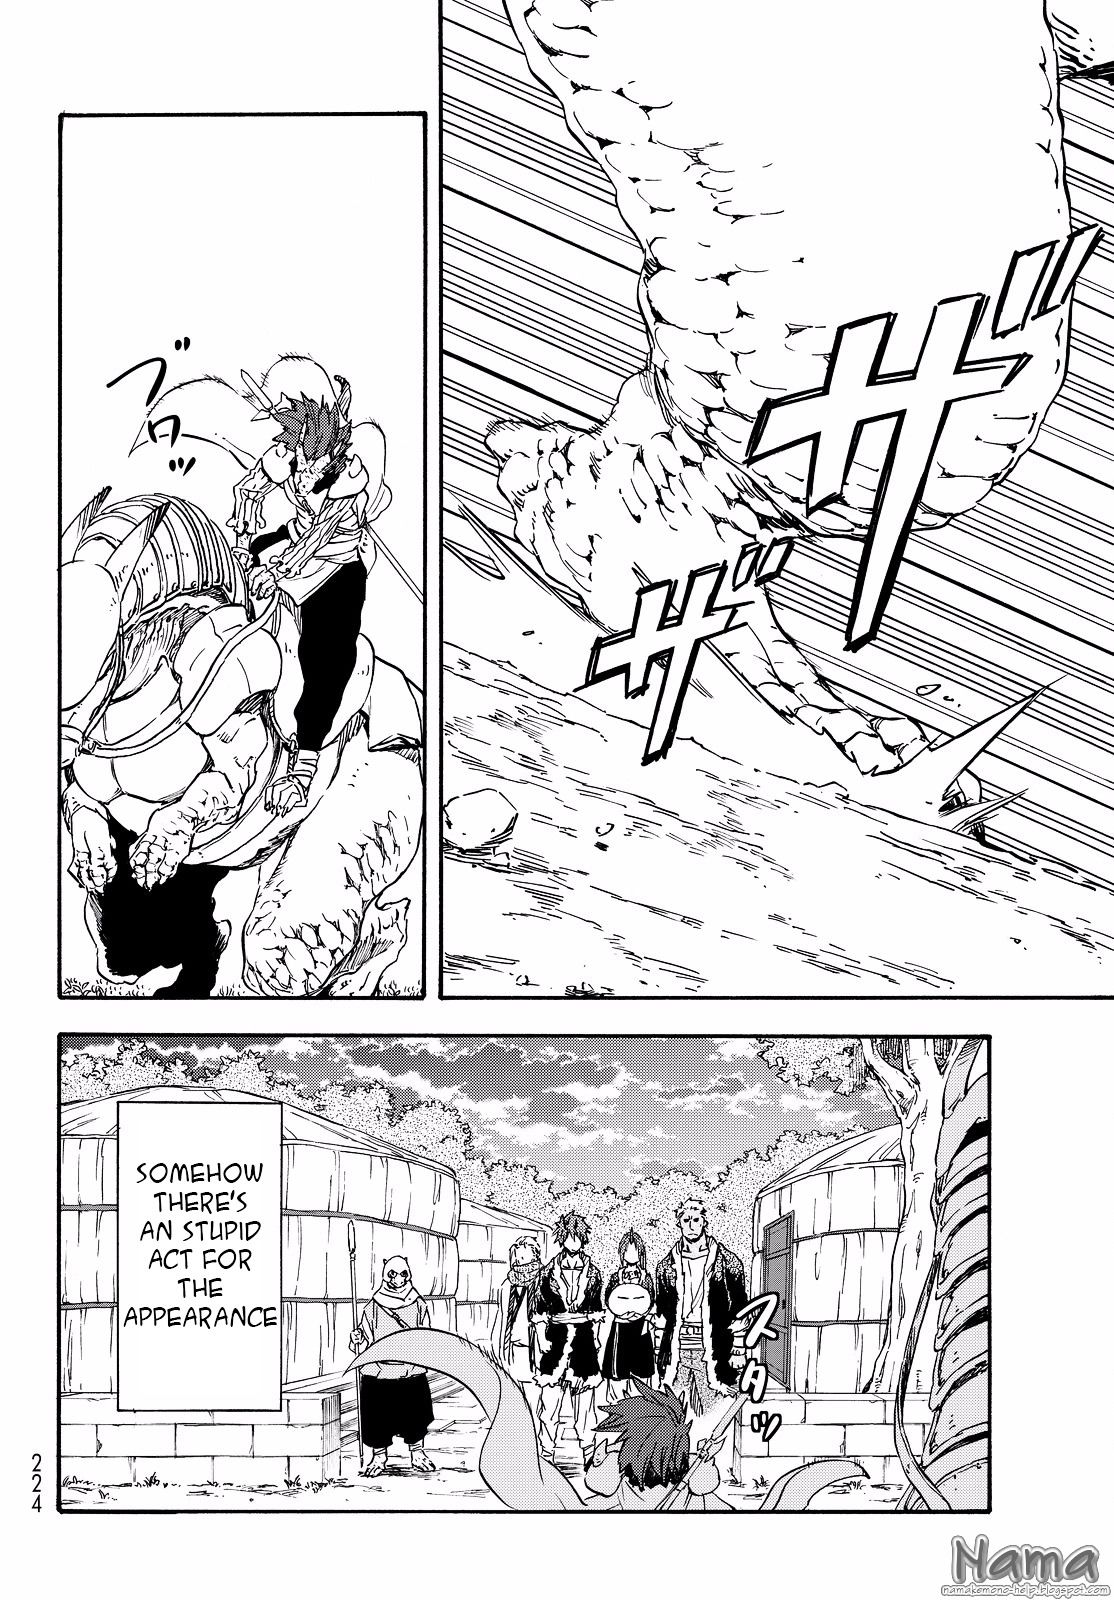 ザザ
ブワッ
SOMEHOW
THERE'S
AN STUPID
ACT FOR
THE
APPEARANCE
スタッ
224
Nama
namakemono-help.blogspot.com